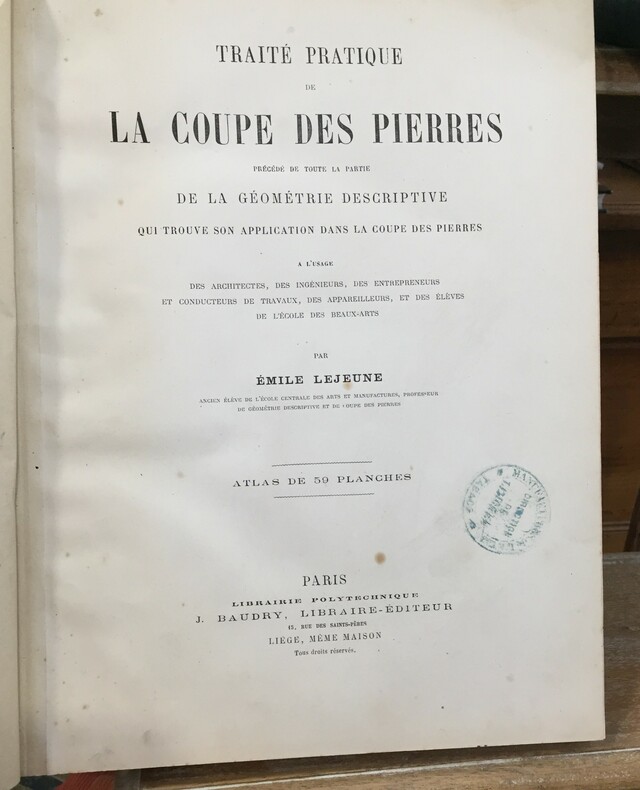 TRAITÉ PRATIQUE
DE
LA COUPE DES PIERRES
PRÉCÉDÉ DE TOUTE LA PARTIE
DE LA GÉOMÉTRIE DESCRIPTIVE
QUI TROUVE SON APPLICATION DANS LA COUPE DES PIERRES
A L'USAGE
DES ARCHITECTES, DES INGÉNIEURS, DES ENTREPRENEURS
ET CONDUCTEURS DE TRAVAUX, DES APPAREILLEURS, ET DES ÉLÈVES
DE L'ÉCOLE DES BEAUX-ARTS
PAR
ÉMILE LEJEUNE
ANCIEN ÉLÈVE DE L'ÉCOLE CENTRALE DES ARTS ET MANUFACTURES, PROFESSEUR
DE GÉOMÉTRIE DESCRIPTIVE ET DE COUPE DES PIERRES
ATLAS DE 59 PLANCHES
PARIS
LIBRAIRIE POLYTECHNIQUE
J. BAUDRY, LIBRAIRE-ÉDITEUR
15, RUE DES SAINTS-PÈRES
LIÉGE, MÊME MAISON
Tous droits réservés.
DIRECTION
DE